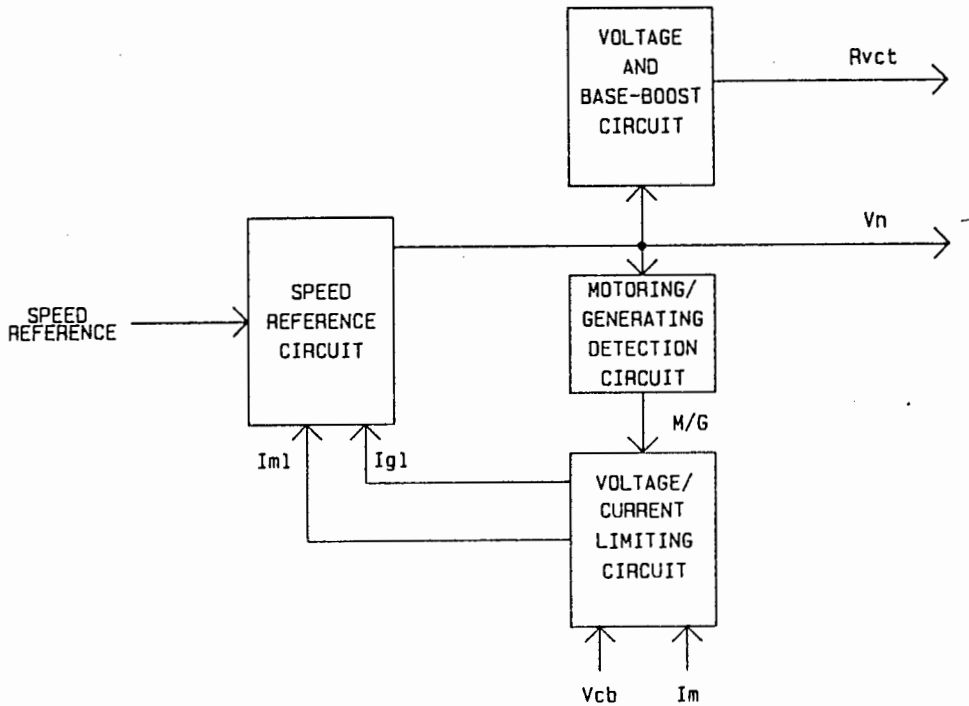 VOLTAGE
AND
BASE-BOOST
CIRCUIT
Rvct
Vn
SPEED
REFERENCE
SPEED
REFERENCE
CIRCUIT
MOTORING/
GENERATING
DETECTION
CIRCUIT
M/G
Iml
Igl
VOLTAGE/
CURRENT
LIMITING
CIRCUIT
Vcb
Im